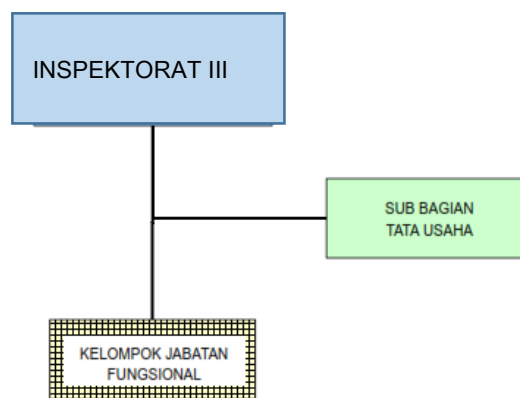 INSPEKTORAT III
SUB BAGIAN
TATA USAHA
KELOMPOK JABATAN
FUNGSIONAL